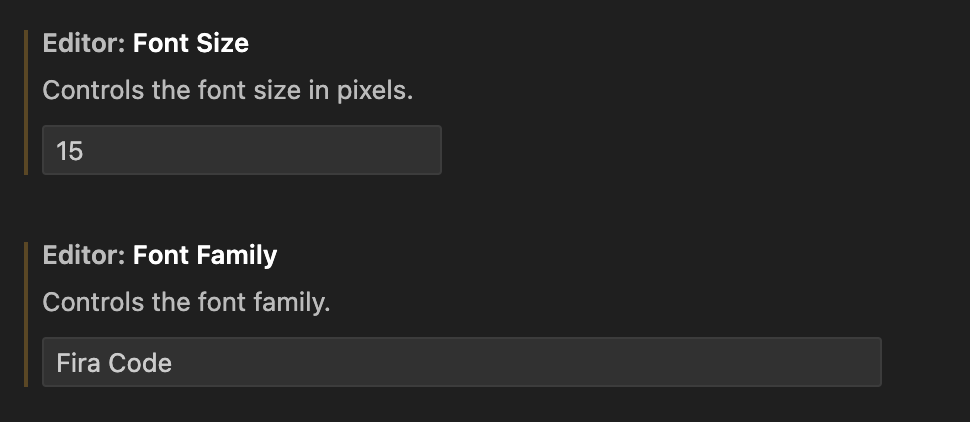 Editor: Font Size
Controls the font size in pixels.
15
Editor: Font Family
Controls the font family.
Fira Code